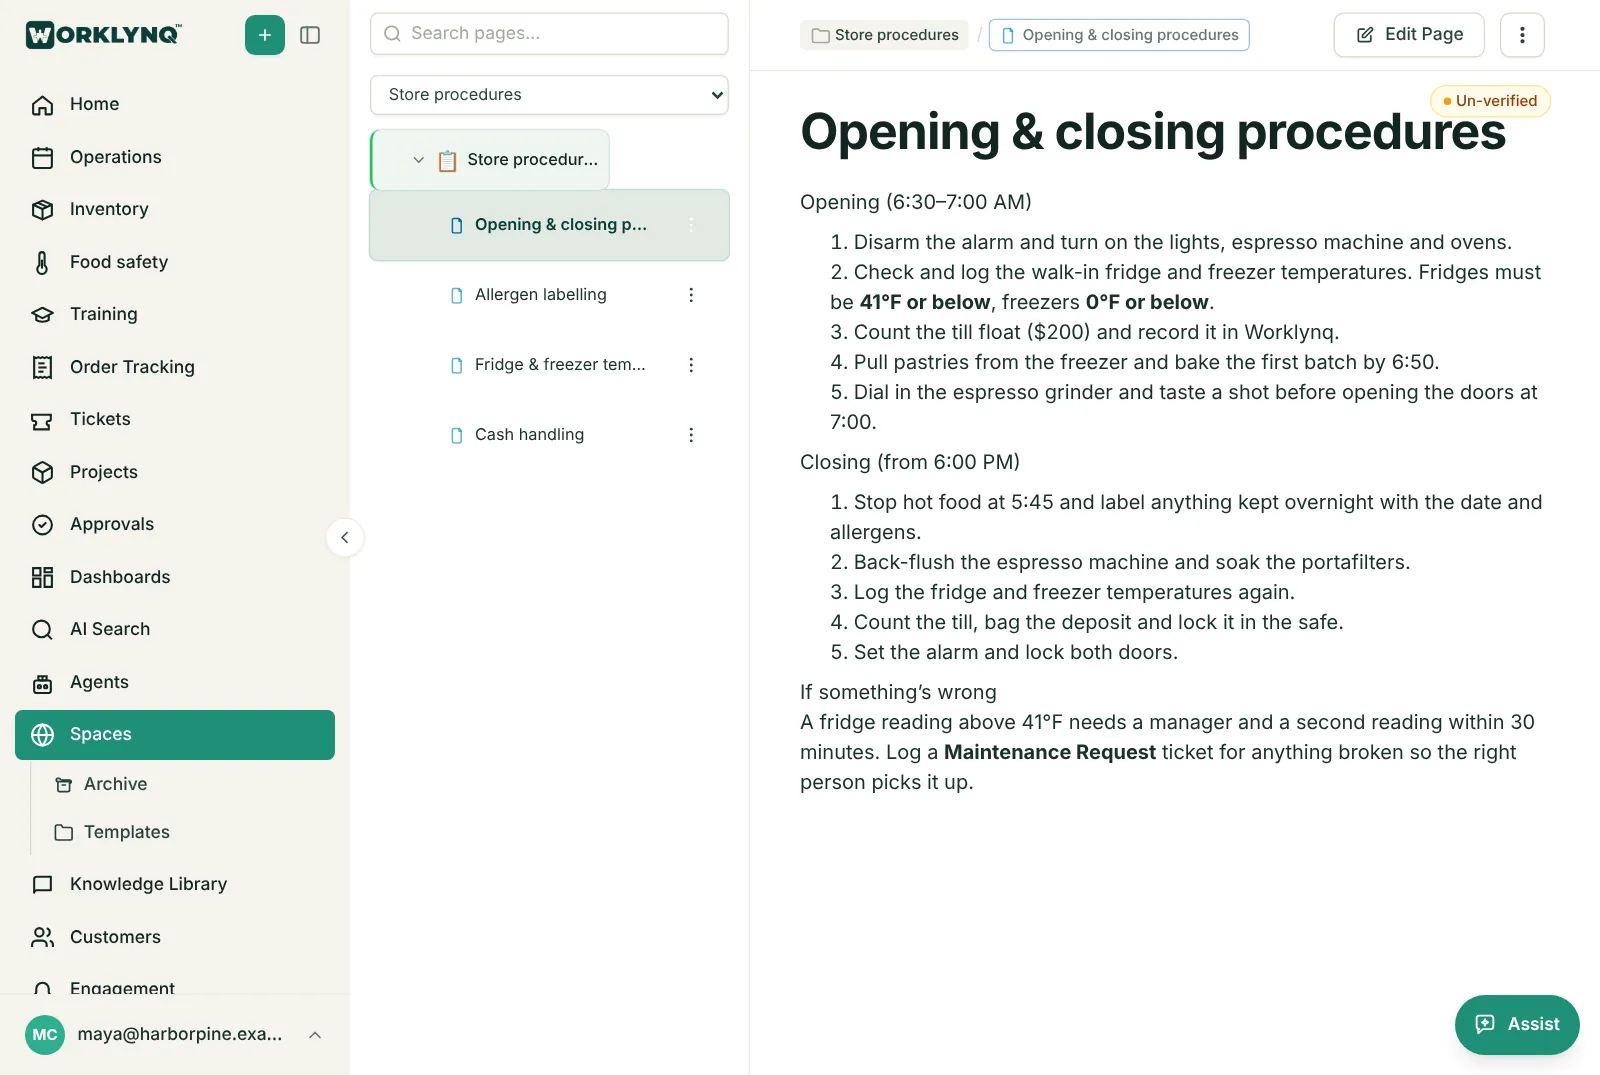 WORKLYNQ™
+
Home
Operations
Inventory
Food safety
Training
Order Tracking
Tickets
Projects
Approvals
Dashboards
AI Search
Agents
Spaces
Archive
Templates
Knowledge Library
Customers
Engagement
MC maya@harborpine.exa...
Search pages...
Store procedures
Store procedur...
Opening & closing p...
Allergen labelling
Fridge & freezer tem...
Cash handling
Store procedures / Opening & closing procedures
Edit Page
Un-verified
Opening & closing procedures
Opening (6:30–7:00 AM)
1. Disarm the alarm and turn on the lights, espresso machine and ovens.
2. Check and log the walk-in fridge and freezer temperatures. Fridges must
be 41°F or below, freezers 0°F or below.
3. Count the till float ($200) and record it in Worklynq.
4. Pull pastries from the freezer and bake the first batch by 6:50.
5. Dial in the espresso grinder and taste a shot before opening the doors at
7:00.
Closing (from 6:00 PM)
1. Stop hot food at 5:45 and label anything kept overnight with the date and
allergens.
2. Back-flush the espresso machine and soak the portafilters.
3. Log the fridge and freezer temperatures again.
4. Count the till, bag the deposit and lock it in the safe.
5. Set the alarm and lock both doors.
If something’s wrong
A fridge reading above 41°F needs a manager and a second reading within 30
minutes. Log a Maintenance Request ticket for anything broken so the right
person picks it up.
Assist